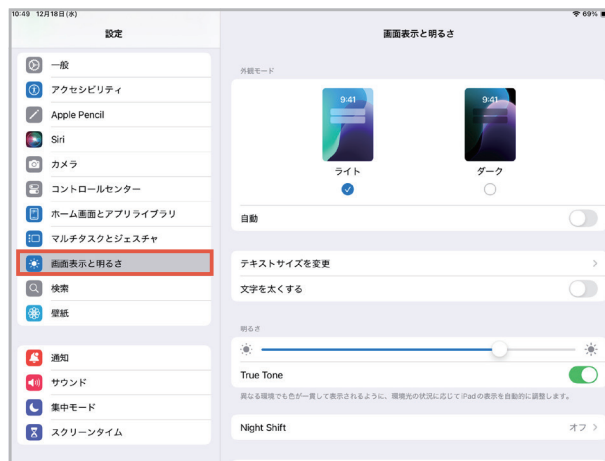 10:49 12月18日(水)
69%
設定
一般
アクセシビリティ
Apple Pencil
Siri
カメラ
コントロールセンター
ホーム画面とアプリライブラリ
マルチタスクとジェスチャ
画面表示と明るさ
検索
壁紙
通知
サウンド
集中モード
スクリーンタイム
画面表示と明るさ
外観モード
9:41
9:41
ライト
ダーク
自動
テキストサイズを変更
文字を太くする
明るさ
True Tone
異なる環境でも色が一貫して表示されるように、環境光の状況に応じてiPadの表示を自動的に調整します。
Night Shift
オフ